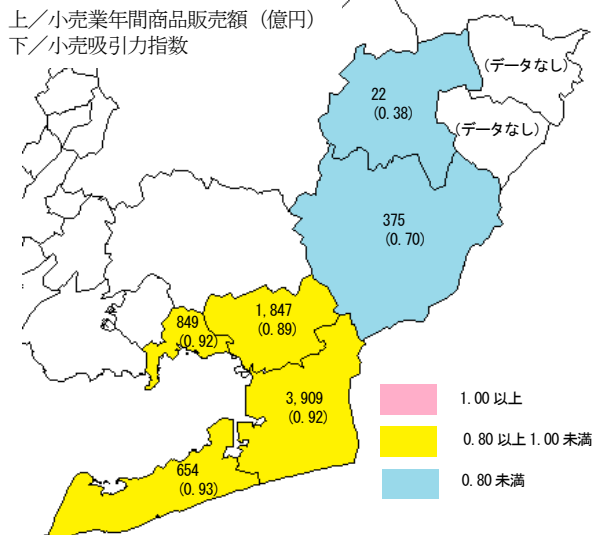 上／小売業年間商品販売額（億円）
下／小売吸引力指数
(データなし)
22
(0.38)
(データなし)
375
(0.70)
1,847
(0.89)
849
(0.92)
3,909
(0.92)
1.00 以上
0.80 以上 1.00 未満
654
(0.93)
0.80 未満